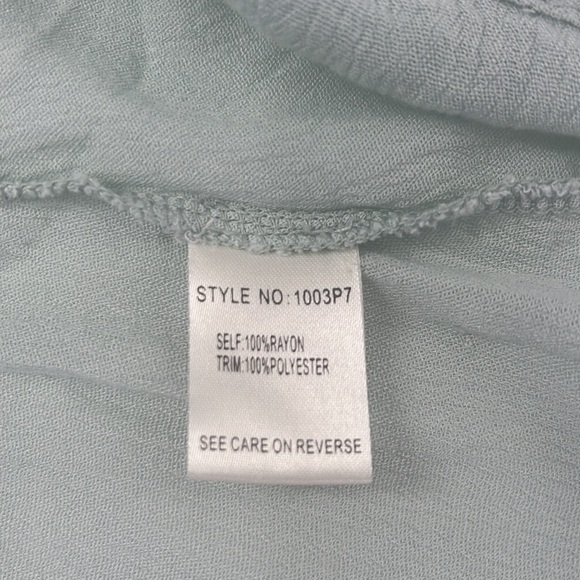 STYLE NO:1003P7
SELF:100%RAYON
TRIM:100%POLYESTER
SEE CARE ON REVERSE